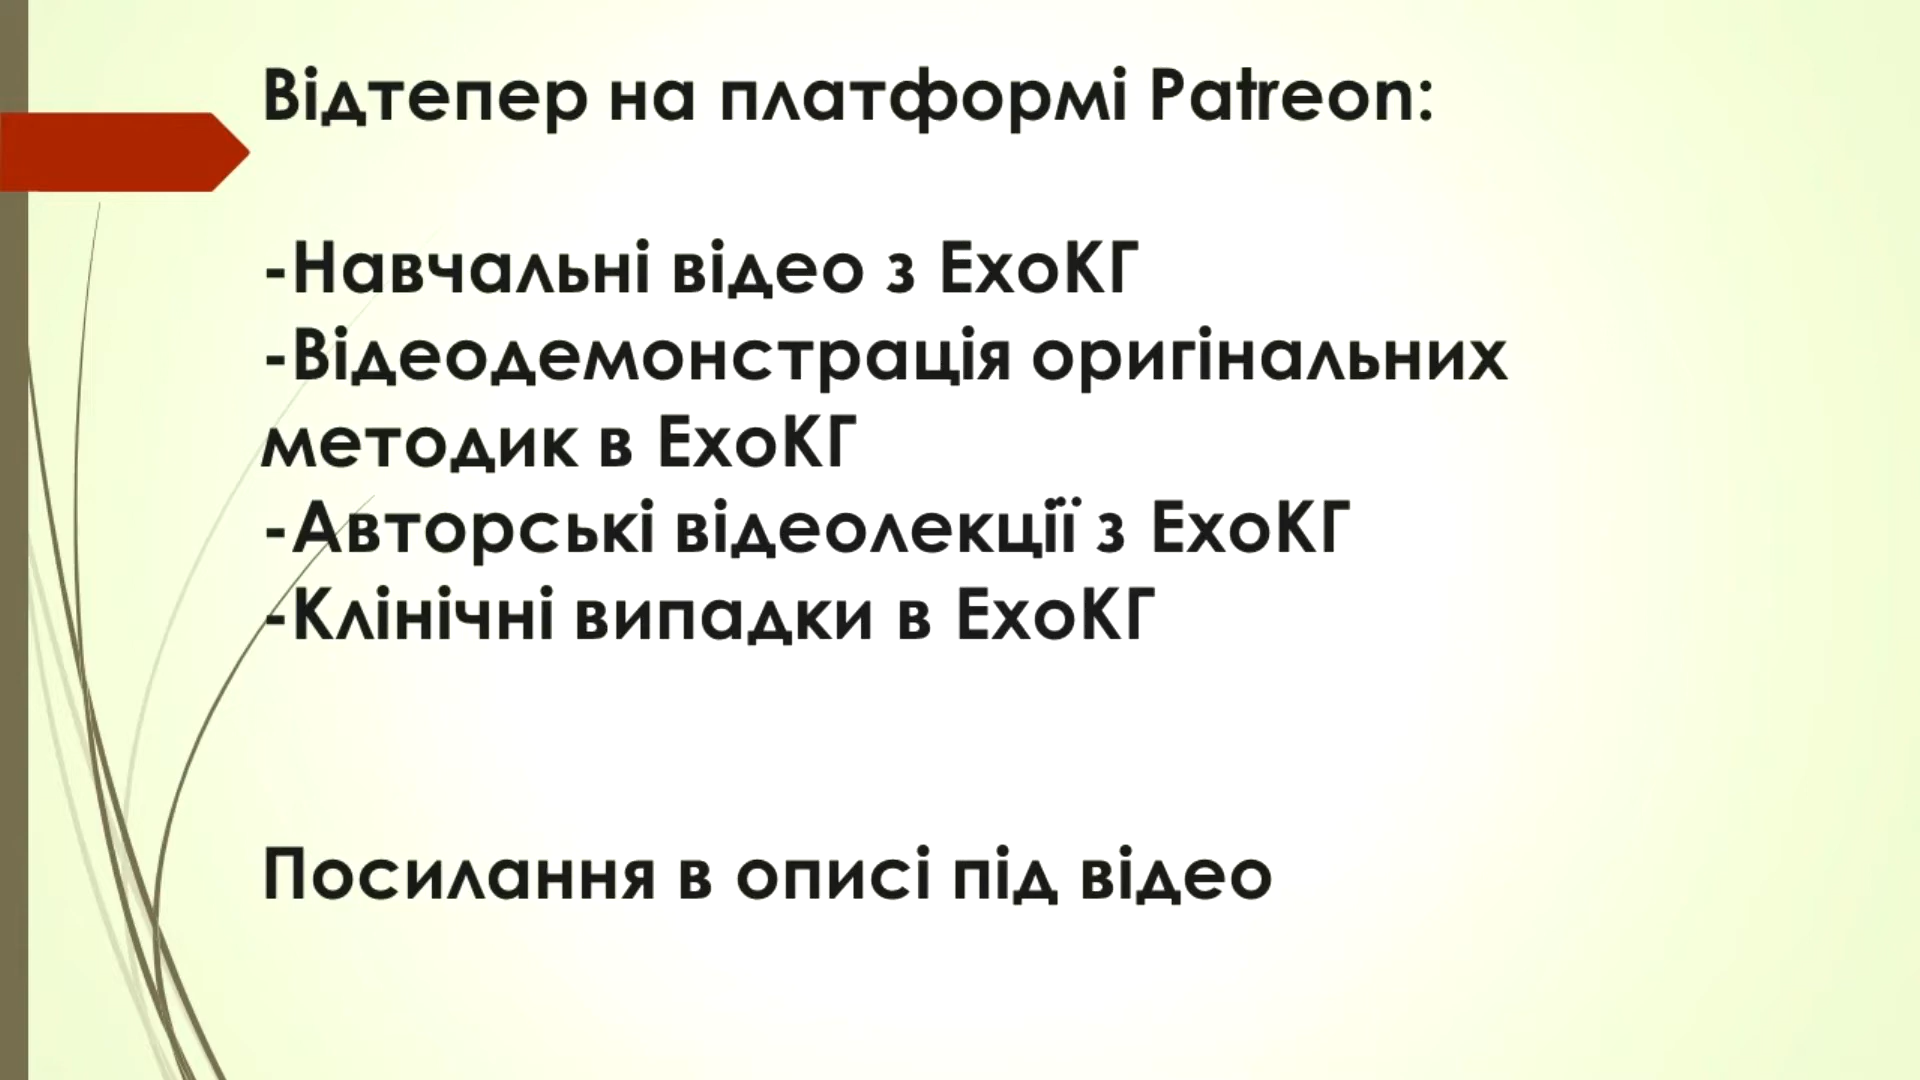 Відтепер на платформі Patreon:
-Навчальні відео з ЕхоКГ
-Відеодемонстрація оригінальних
методик в ЕхоКГ
-Авторські відеолекції з ЕхоКГ
-Клінічні випадки в ЕхоКГ
Посилання в описі під відео